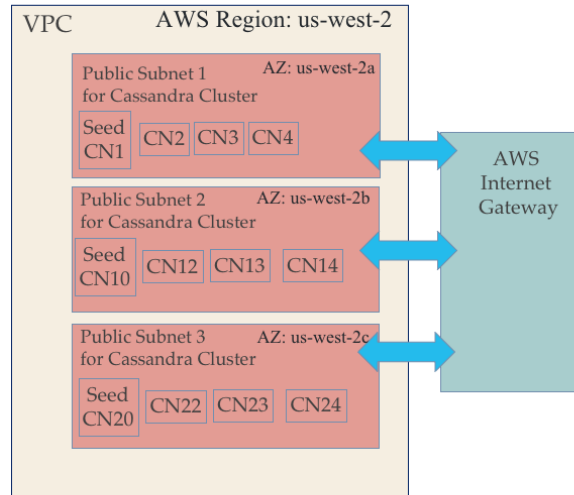 VPC
AWS Region: us-west-2
Public Subnet 1
AZ: us-west-2a
for Cassandra Cluster
Seed
CN1
CN2
CN3
CN4
Public Subnet 2
AZ: us-west-2b
for Cassandra Cluster
Seed
CN10
CN12
CN13
CN14
Public Subnet 3
AZ: us-west-2c
for Cassandra Cluster
Seed
CN20
CN22
CN23
CN24
AWS
Internet
Gateway